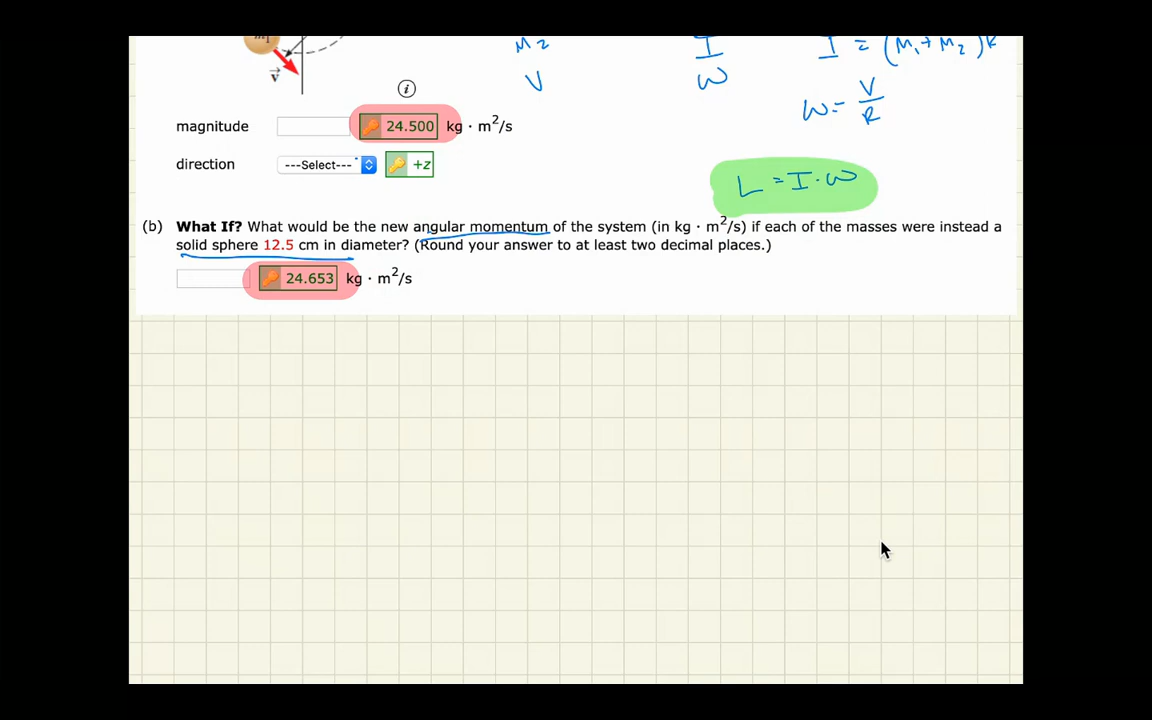 M2 I I = (M1 + M2) R
v V ω ω = V/R
i
magnitude 24.500 kg · m²/s
direction ---Select--- +z
L = I · ω
(b) What If? What would be the new angular momentum of the system (in kg · m²/s) if each of the masses were instead a
solid sphere 12.5 cm in diameter? (Round your answer to at least two decimal places.)
24.653 kg · m²/s